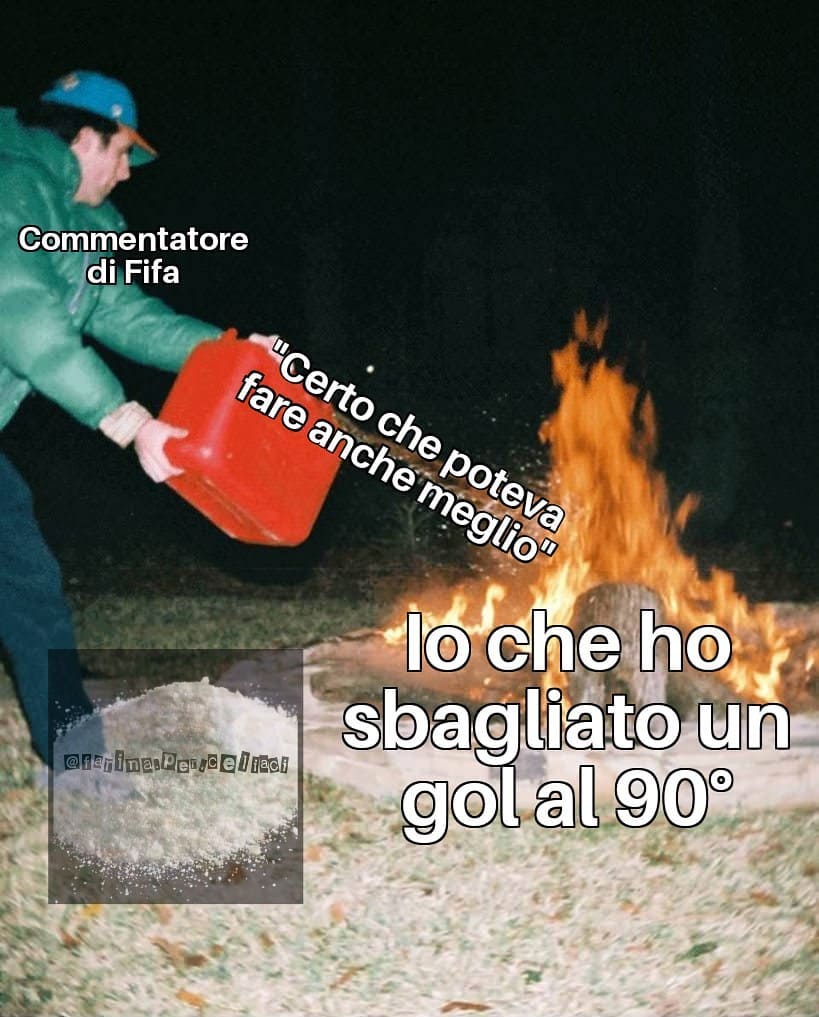 Commentatore
di Fifa
"Certo che poteva
fare anche meglio"
Io che ho
sbagliato un
gol al 90°
@farina.per.celiaci